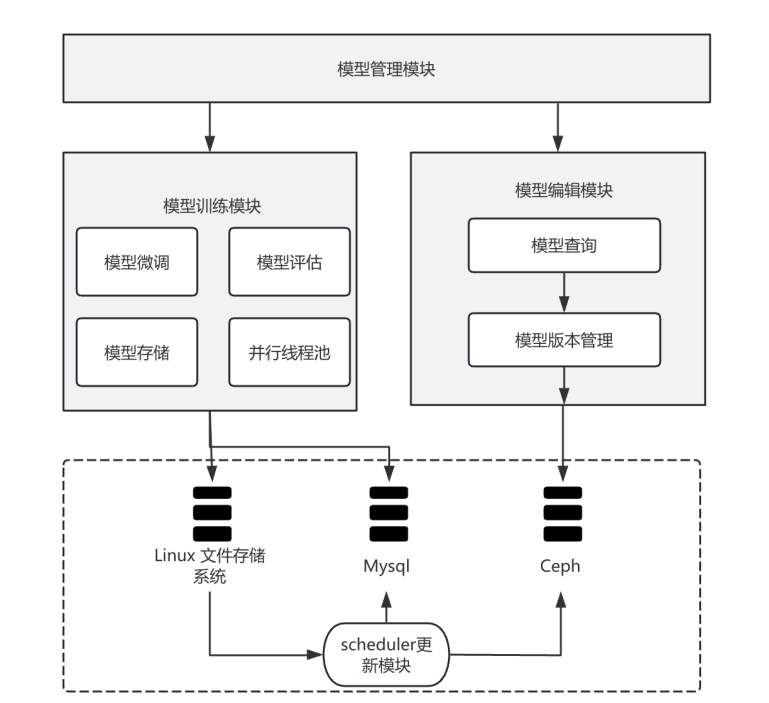 模型管理模块
模型训练模块
模型微调
模型评估
模型存储
并行线程池
模型编辑模块
模型查询
模型版本管理
Linux 文件存储
系统
Mysql
Ceph
scheduler更
新模块